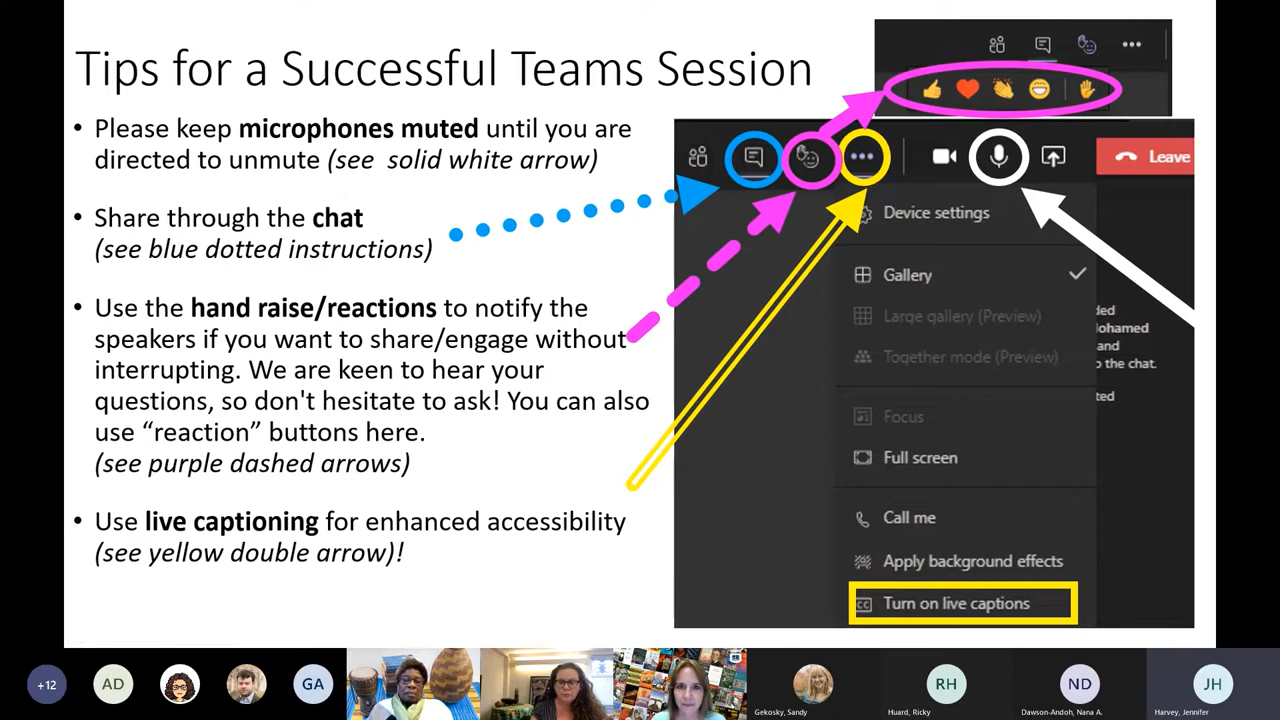 Tips for a Successful Teams Session
• Please keep microphones muted until you are
directed to unmute (see solid white arrow)
• Share through the chat
(see blue dotted instructions)
• Use the hand raise/reactions to notify the
speakers if you want to share/engage without
interrupting. We are keen to hear your
questions, so don't hesitate to ask! You can also
use “reaction” buttons here.
(see purple dashed arrows)
• Use live captioning for enhanced accessibility
(see yellow double arrow)!
Leave
Device settings
Gallery
Large gallery (Preview)
Together mode (Preview)
Focus
Full screen
Call me
Apply background effects
CC Turn on live captions
ded
lohamed
and
o the chat.
ted
+12
AD
GA
Gekosky, Sandy
RH
Huard, Ricky
ND
Dawson-Andoh, Nana A.
JH
Harvey, Jennifer